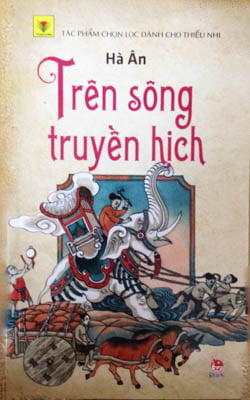 TÁC PHẨM CHỌN LỌC DÀNH CHO THIẾU NHI
Hà Ân
Trên sông
truyền hịch